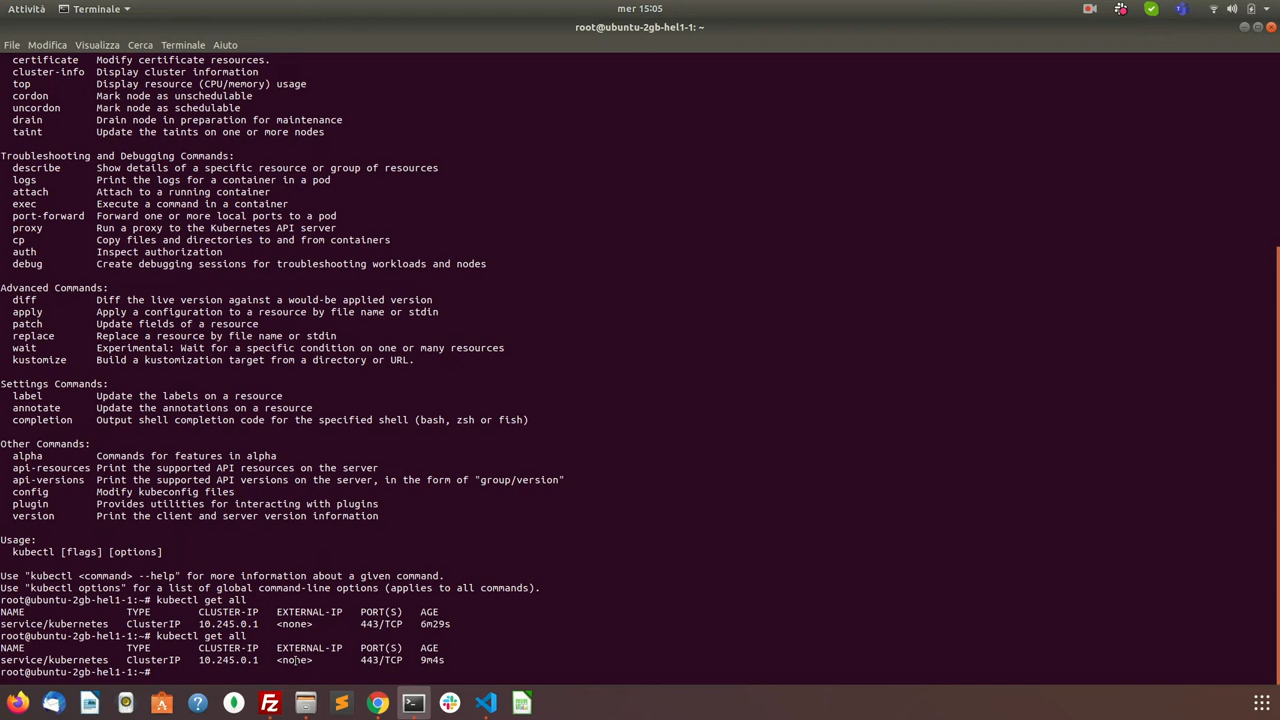 Attività Terminale mer 15:05
root@ubuntu-2gb-hel1-1: ~
File Modifica Visualizza Cerca Terminale Aiuto
certificate Modify certificate resources.
cluster-info Display cluster information
top Display resource (CPU/memory) usage
cordon Mark node as unschedulable
uncordon Mark node as schedulable
drain Drain node in preparation for maintenance
taint Update the taints on one or more nodes
Troubleshooting and Debugging Commands:
describe Show details of a specific resource or group of resources
logs Print the logs for a container in a pod
attach Attach to a running container
exec Execute a command in a container
port-forward Forward one or more local ports to a pod
proxy Run a proxy to the Kubernetes API server
cp Copy files and directories to and from containers
auth Inspect authorization
debug Create debugging sessions for troubleshooting workloads and nodes
Advanced Commands:
diff Diff the live version against a would-be applied version
apply Apply a configuration to a resource by file name or stdin
patch Update fields of a resource
replace Replace a resource by file name or stdin
wait Experimental: Wait for a specific condition on one or many resources
kustomize Build a kustomization target from a directory or URL.
Settings Commands:
label Update the labels on a resource
annotate Update the annotations on a resource
completion Output shell completion code for the specified shell (bash, zsh or fish)
Other Commands:
alpha Commands for features in alpha
api-resources Print the supported API resources on the server
api-versions Print the supported API versions on the server, in the form of "group/version"
config Modify kubeconfig files
plugin Provides utilities for interacting with plugins
version Print the client and server version information
Usage:
kubectl [flags] [options]
Use "kubectl <command> --help" for more information about a given command.
Use "kubectl options" for a list of global command-line options (applies to all commands).
root@ubuntu-2gb-hel1-1:~# kubectl get all
NAME TYPE CLUSTER-IP EXTERNAL-IP PORT(S) AGE
service/kubernetes ClusterIP 10.245.0.1 <none> 443/TCP 6m29s
root@ubuntu-2gb-hel1-1:~# kubectl get all
NAME TYPE CLUSTER-IP EXTERNAL-IP PORT(S) AGE
service/kubernetes ClusterIP 10.245.0.1 <none> 443/TCP 9m4s
root@ubuntu-2gb-hel1-1:~#